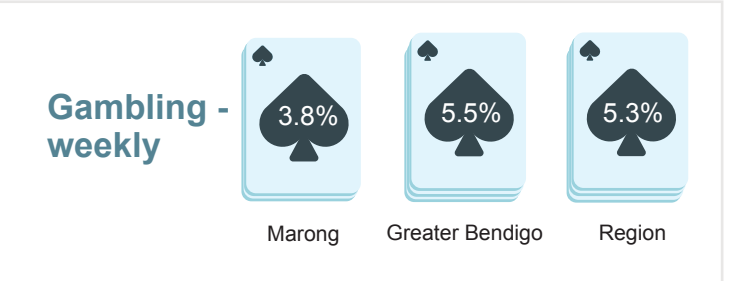 Gambling -
weekly
3.8%
5.5%
5.3%
Marong
Greater Bendigo
Region